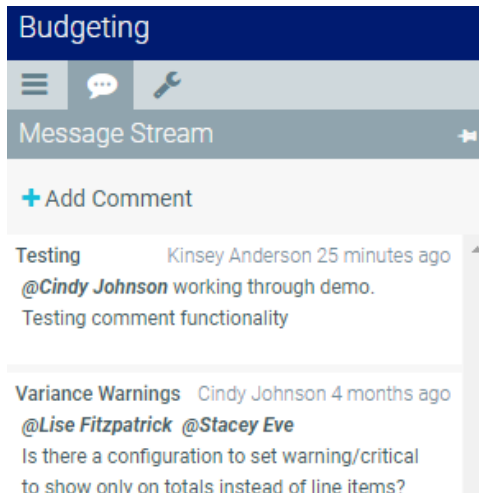 Budgeting
Message Stream
+ Add Comment
Testing Kinsey Anderson 25 minutes ago
@Cindy Johnson working through demo.
Testing comment functionality
Variance Warnings Cindy Johnson 4 months ago
@Lise Fitzpatrick @Stacey Eve
Is there a configuration to set warning/critical
to show only on totals instead of line items?